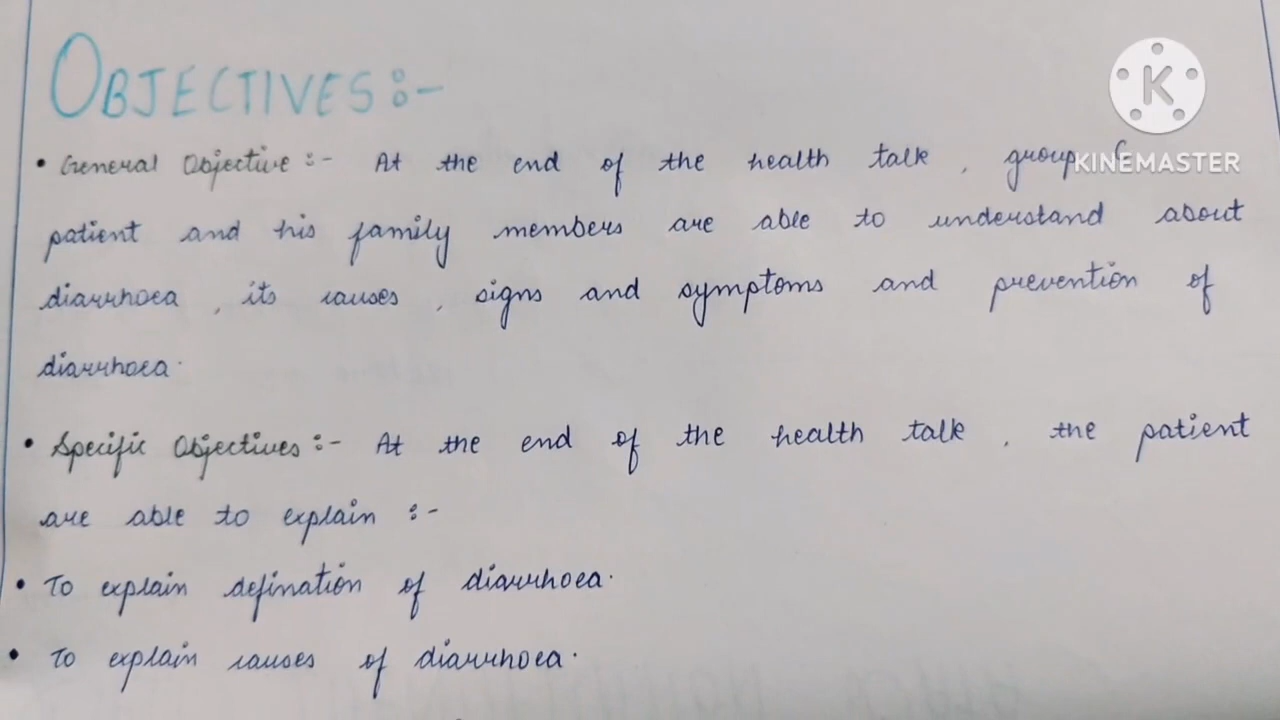 OBJECTIVES :-
• General Objective :- At the end of the health talk , group
KINEMASTER
patient and his family members are able to understand about
diarrhoea , its causes , signs and symptoms and prevention of
diarrhoea.
• Specific Objectives :- At the end of the health talk , the patient
are able to explain :-
• To explain defination of diarrhoea.
• To explain causes of diarrhoea.